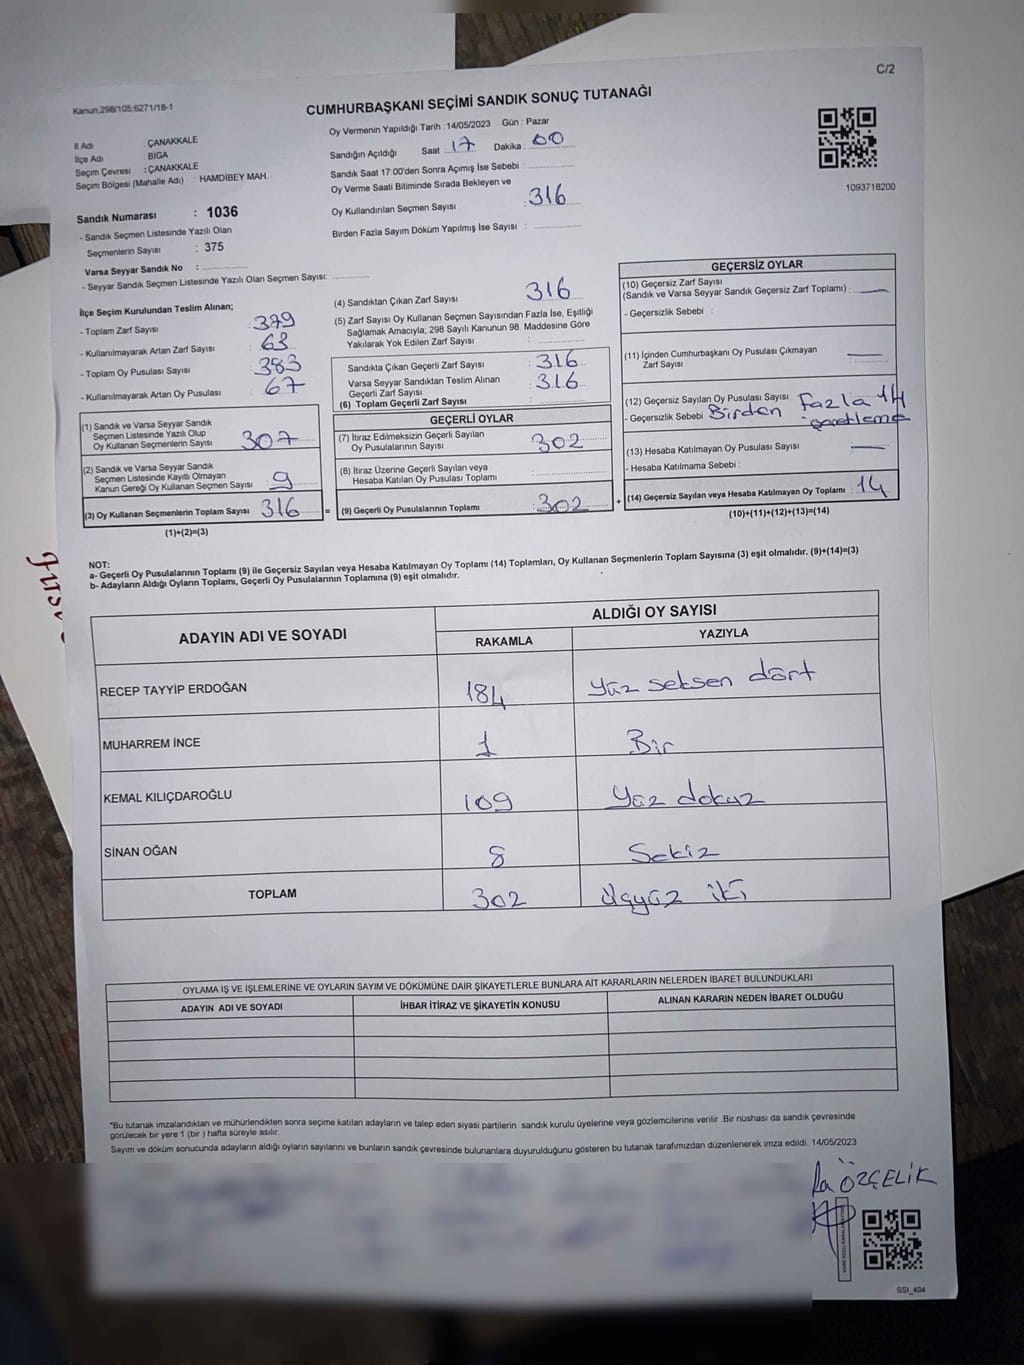 C/2
Kanun.298/105;6271/18-1
CUMHURBAŞKANI SEÇİMİ SANDIK SONUÇ TUTANAĞI
İl Adı : ÇANAKKALE
İlçe Adı : BİGA
Seçim Çevresi : ÇANAKKALE
Seçim Bölgesi (Mahalle Adı) : HAMDİBEY MAH.
Oy Vermenin Yapıldığı Tarih : 14/05/2023 Gün : Pazar
Sandığın Açıldığı Saat : 17 Dakika : 00
Sandık Saat 17:00'den Sonra Açımış İse Sebebi :
Oy Verme Saati Bitiminde Sırada Bekleyen ve
Oy Kullandırılan Seçmen Sayısı : 316
Birden Fazla Sayım Döküm Yapılmış İse Sayısı :
1093718200
Sandık Numarası : 1036
- Sandık Seçmen Listesinde Yazılı Olan
Seçmenlerin Sayısı : 375
Varsa Seyyar Sandık No :
- Seyyar Sandık Seçmen Listesinde Yazılı Olan Seçmen Sayısı:
İlçe Seçim Kurulundan Teslim Alınan;
- Toplam Zarf Sayısı : 379
- Kullanılmayarak Artan Zarf Sayısı : 63
- Toplam Oy Pusulası Sayısı : 383
- Kullanılmayarak Artan Oy Pusulası : 67
(1) Sandık ve Varsa Seyyar Sandık
Seçmen Listesinde Yazılı Olup
Oy Kullanan Seçmenlerin Sayısı : 307
(2) Sandık ve Varsa Seyyar Sandık
Seçmen Listesinde Kayıtlı Olmayan
Kanun Gereği Oy Kullanan Seçmen Sayısı : 9
(3) Oy Kullanan Seçmenlerin Toplam Sayısı 316
(1)+(2)=(3)
(4) Sandıktan Çıkan Zarf Sayısı 316
(5) Zarf Sayısı Oy Kullanan Seçmen Sayısından Fazla İse, Eşitliği
Sağlamak Amacıyla, 298 Sayılı Kanunun 98. Maddesine Göre
Yakılarak Yok Edilen Zarf Sayısı :
Sandıkta Çıkan Geçerli Zarf Sayısı : 316
Varsa Seyyar Sandıktan Teslim Alınan
Geçerli Zarf Sayısı : 316
(6) Toplam Geçerli Zarf Sayısı :
GEÇERLİ OYLAR
(7) İtiraz Edilmeksizin Geçerli Sayılan
Oy Pusulalarının Sayısı : 302
(8) İtiraz Üzerine Geçerli Sayılan veya
Hesaba Katılan Oy Pusulası Toplamı :
= (9) Geçerli Oy Pusulalarının Toplamı : 302 +
GEÇERSİZ OYLAR
(10) Geçersiz Zarf Sayısı
(Sandık ve Varsa Seyyar Sandık Geçersiz Zarf Toplamı) : —
- Geçersizlik Sebebi :
(11) İçinden Cumhurbaşkanı Oy Pusulası Çıkmayan
Zarf Sayısı : —
(12) Geçersiz Sayılan Oy Pusulası Sayısı : 14
- Geçersizlik Sebebi : Birden fazla işaretleme
(13) Hesaba Katılmayan Oy Pusulası Sayısı : —
- Hesaba Katılmama Sebebi :
(14) Geçersiz Sayılan veya Hesaba Katılmayan Oy Toplamı : 14
(10)+(11)+(12)+(13)=(14)
NOT:
a- Geçerli Oy Pusulalarının Toplamı (9) ile Geçersiz Sayılan veya Hesaba Katılmayan Oy Toplamı (14) Toplamları, Oy Kullanan Seçmenlerin Toplam Sayısına (3) eşit olmalıdır. (9)+(14)=(3)
b- Adayların Aldığı Oyların Toplamı, Geçerli Oy Pusulalarının Toplamına (9) eşit olmalıdır.
ADAYIN ADI VE SOYADI
ALDIĞI OY SAYISI
RAKAMLA YAZIYLA
RECEP TAYYİP ERDOĞAN 184 Yüz seksen dört
MUHARREM İNCE 1 Bir
KEMAL KILIÇDAROĞLU 109 Yüz dokuz
SİNAN OĞAN 8 Sekiz
TOPLAM 302 Üçyüz iki
OYLAMA İŞ VE İŞLEMLERİNE VE OYLARIN SAYIM VE DÖKÜMÜNE DAİR ŞİKAYETLERLE BUNLARA AİT KARARLARIN NELERDEN İBARET BULUNDUKLARI
ADAYIN ADI VE SOYADI İHBAR İTİRAZ VE ŞİKAYETİN KONUSU ALINAN KARARIN NEDEN İBARET OLDUĞU
*Bu tutanak imzalandıktan ve mühürlendikten sonra seçime katılan adayların ve talep eden siyasi partilerin sandık kurulu üyelerine veya gözlemcilerine verilir .Bir nüshası da sandık çevresinde
görülecek bir yere 1 (bir ) hafta süreyle asılır.
Sayım ve döküm sonucunda adayların aldığı oyların sayılarını ve bunların sandık çevresinde bulunanlara duyurulduğunu gösteren bu tutanak tarafımızdan düzenlenerek imza edildi. 14/05/2023
ÖZÇELİK
SSI_404